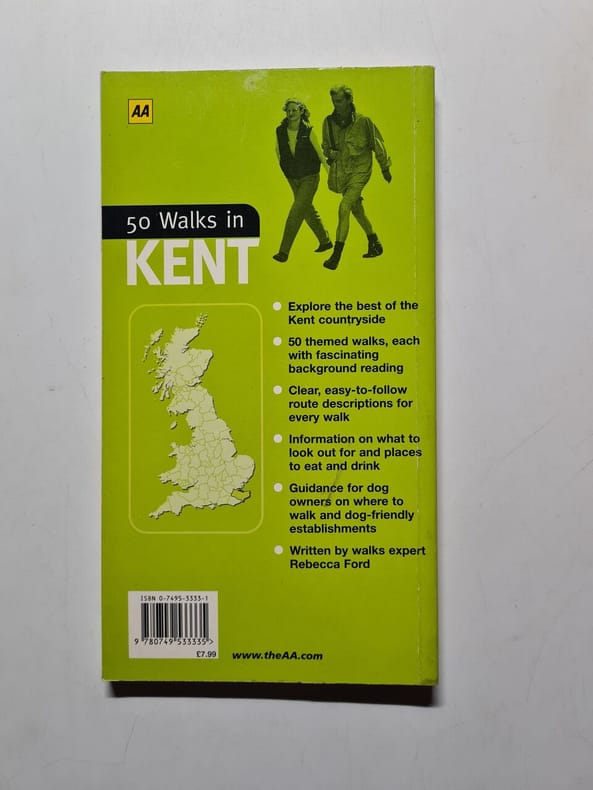 AA
50 Walks in
KENT
Explore the best of the
Kent countryside
50 themed walks, each
with fascinating
background reading
Clear, easy-to-follow
route descriptions for
every walk
Information on what to
look out for and places
to eat and drink
Guidance for dog
owners on where to
walk and dog-friendly
establishments
Written by walks expert
Rebecca Ford
ISBN 0-7495-3333-1
9 780749 533335 >
£7.99
www.theAA.com